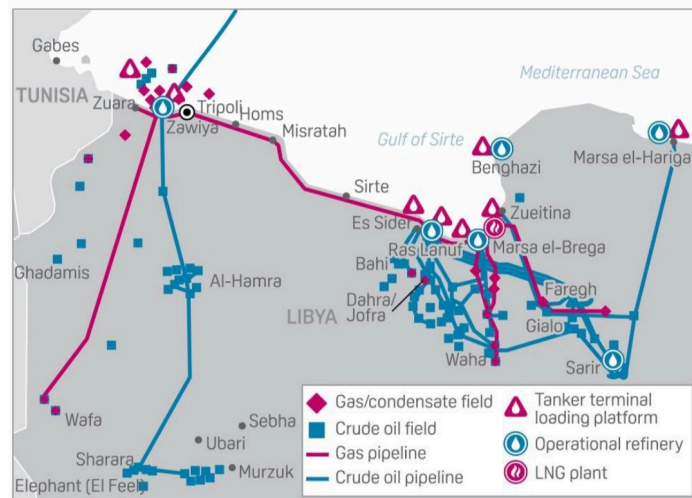 Gabes
TUNISIA
Mediterranean Sea
Zuara
Tripoli
Zawiya
Homs
Misratah
Gulf of Sirte
Benghazi
Marsa el-Hariga
Sirte
Es Sider
Zueitina
Ras Lanuf
Marsa el-Brega
Ghadamis
Al-Hamra
Bahi
Dahra/
Jofra
LIBYA
Faregh
Gialo
Waha
Sarir
Wafa
Sebha
Ubari
Sharara
Murzuk
Elephant (El Feel)
Gas/condensate field
Crude oil field
Gas pipeline
Crude oil pipeline
Tanker terminal
loading platform
Operational refinery
LNG plant